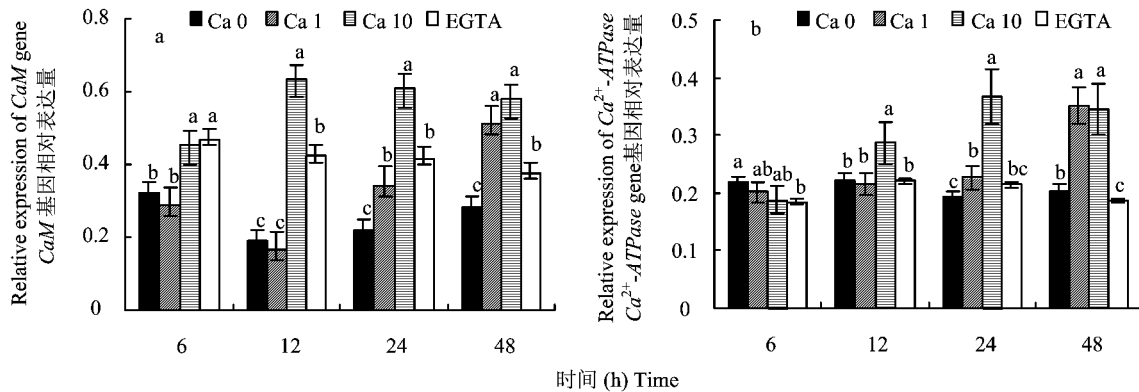 Ca 0 Ca 1 Ca 10 EGTA
a
Relative expression of CaM gene
CaM 基因相对表达量
0.8
0.6
0.4
0.2
0
b b a a
c c a b
c b a b
c a a c
6 12 24 48
Ca 0 Ca 1 Ca 10 EGTA
b
Relative expression of Ca²⁺-ATPase
Ca²⁺-ATPase gene基因相对表达量
0.5
0.4
0.3
0.2
0.1
0.0
a ab ab b
b b a b
c b a bc
b a a c
6 12 24 48
时间 (h) Time